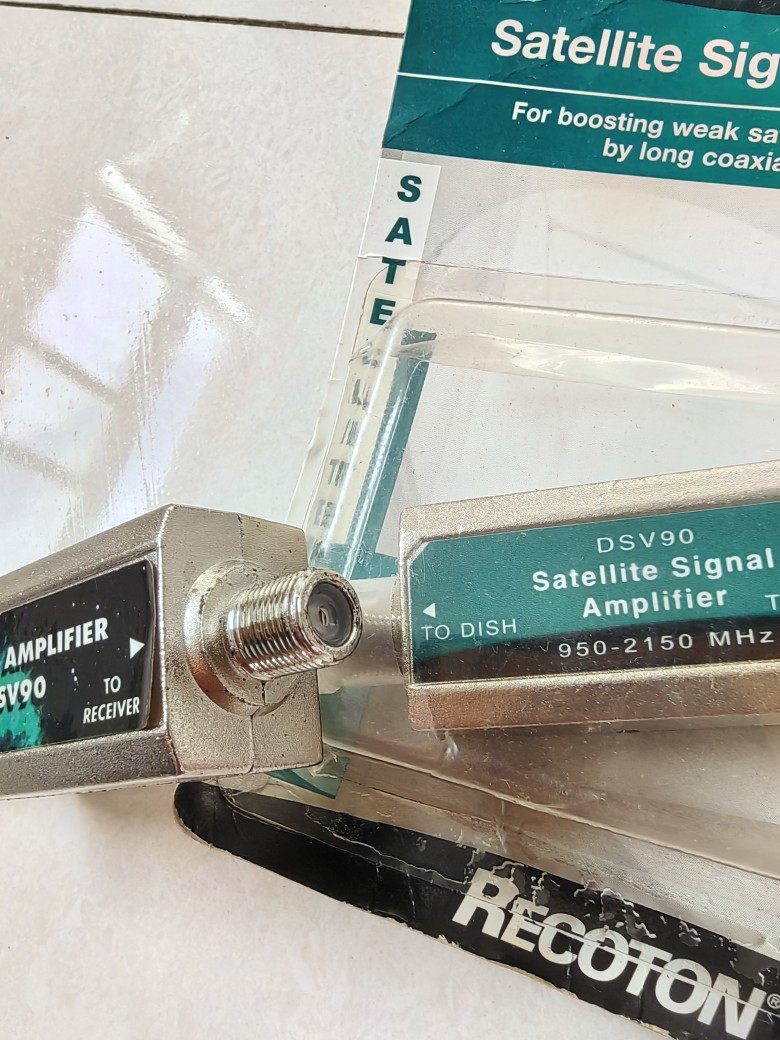 Satellite Sig
For boosting weak sa
by long coaxia
S
A
T
E
DSV90
Satellite Signal
Amplifier
TO DISH
950-2150 MHz
AMPLIFIER
SV90
TO
RECEIVER
RECOTON®